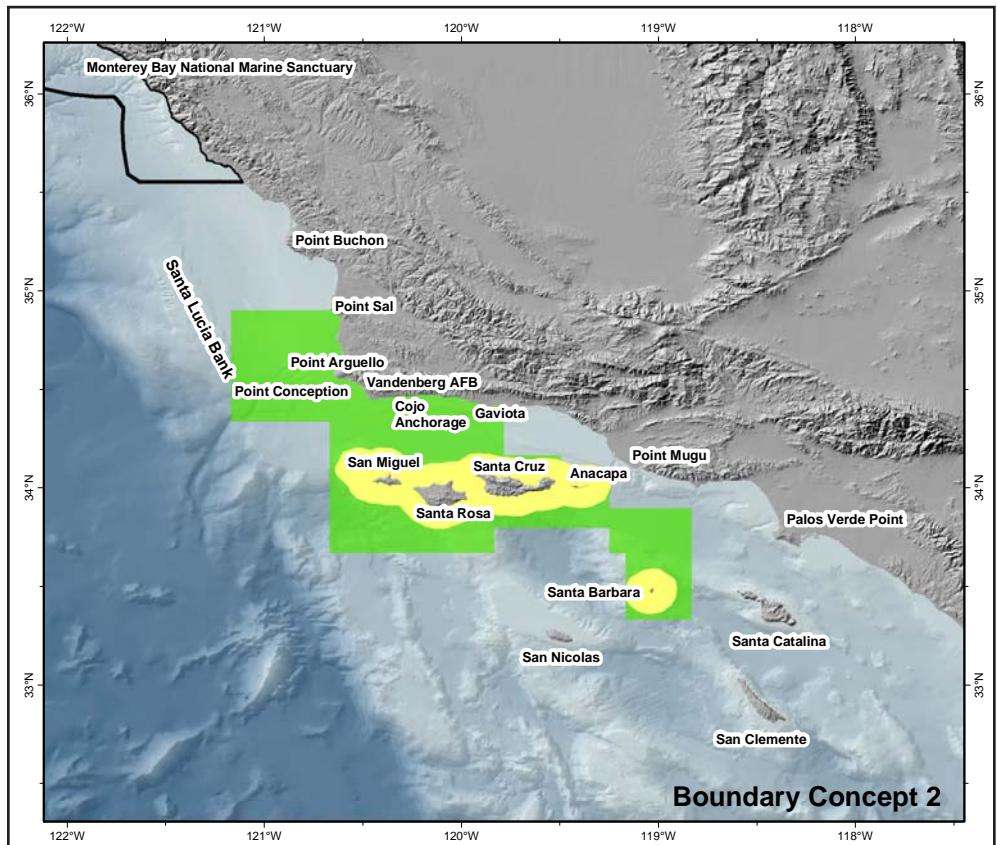 122°W 121°W 120°W 119°W 118°W
Monterey Bay National Marine Sanctuary
36°N 36°N
Point Buchon
Santa Lucia Bank
35°N 35°N
Point Sal
Point Arguello
Vandenberg AFB
Point Conception
Cojo
Anchorage
Gaviota
San Miguel
Santa Cruz
Anacapa
Point Mugu
34°N 34°N
Santa Rosa
Palos Verde Point
Santa Barbara
Santa Catalina
San Nicolas
33°N 33°N
San Clemente
Boundary Concept 2
122°W 121°W 120°W 119°W 118°W